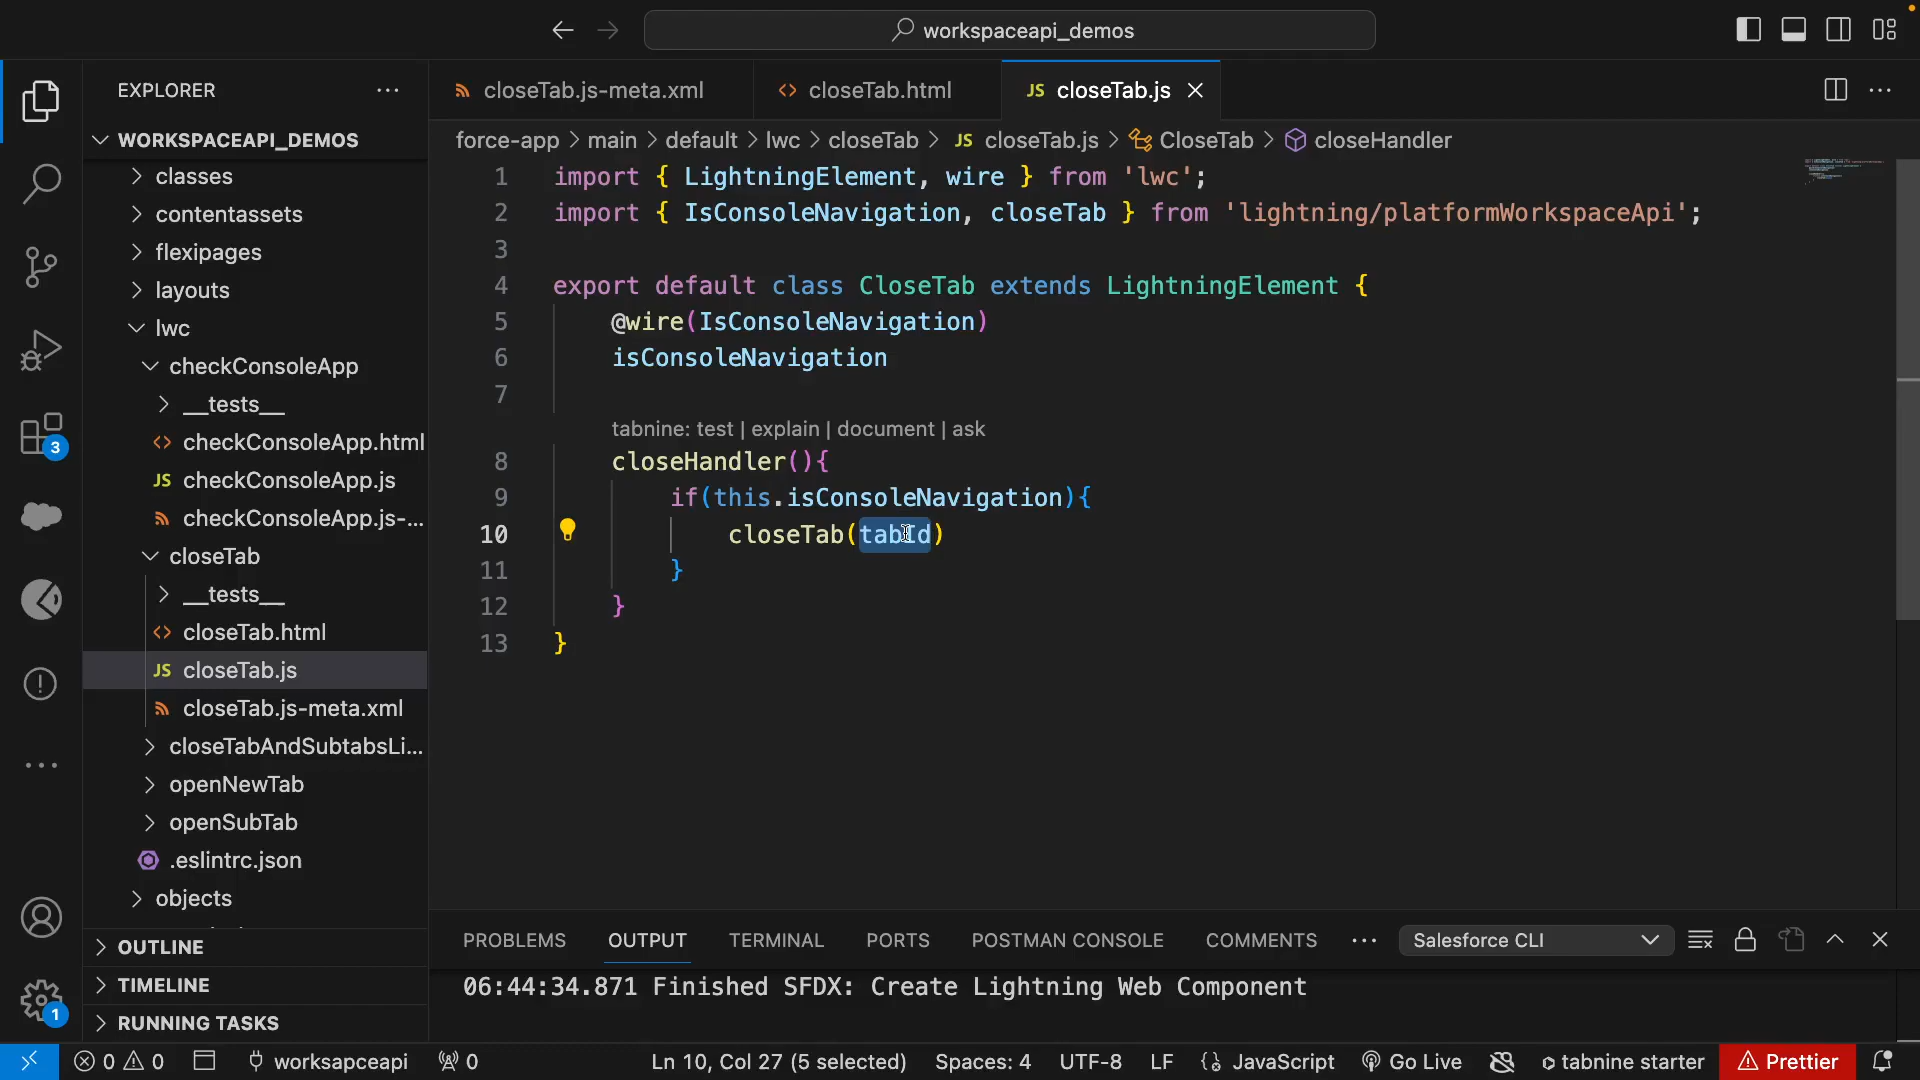 workspaceapi_demos
EXPLORER
closeTab.js-meta.xml
closeTab.html
JS closeTab.js
WORKSPACEAPI_DEMOS
force-app > main > default > lwc > closeTab > JS closeTab.js > CloseTab > closeHandler
classes
contentassets
flexipages
layouts
lwc
checkConsoleApp
__tests__
checkConsoleApp.html
JS checkConsoleApp.js
checkConsoleApp.js-...
closeTab
__tests__
closeTab.html
JS closeTab.js
closeTab.js-meta.xml
closeTabAndSubtabsLi...
openNewTab
openSubTab
.eslintrc.json
objects
OUTLINE
TIMELINE
RUNNING TASKS
3
1
1 import { LightningElement, wire } from 'lwc';
2 import { IsConsoleNavigation, closeTab } from 'lightning/platformWorkspaceApi';
3
4 export default class CloseTab extends LightningElement {
5 @wire(IsConsoleNavigation)
6 isConsoleNavigation
7
tabnine: test | explain | document | ask
8 closeHandler(){
9 if(this.isConsoleNavigation){
10 closeTab(tabId)
11 }
12 }
13 }
PROBLEMS OUTPUT TERMINAL PORTS POSTMAN CONSOLE COMMENTS ... Salesforce CLI
06:44:34.871 Finished SFDX: Create Lightning Web Component
0 0 worksapceapi 0 Ln 10, Col 27 (5 selected) Spaces: 4 UTF-8 LF {} JavaScript Go Live tabnine starter Prettier